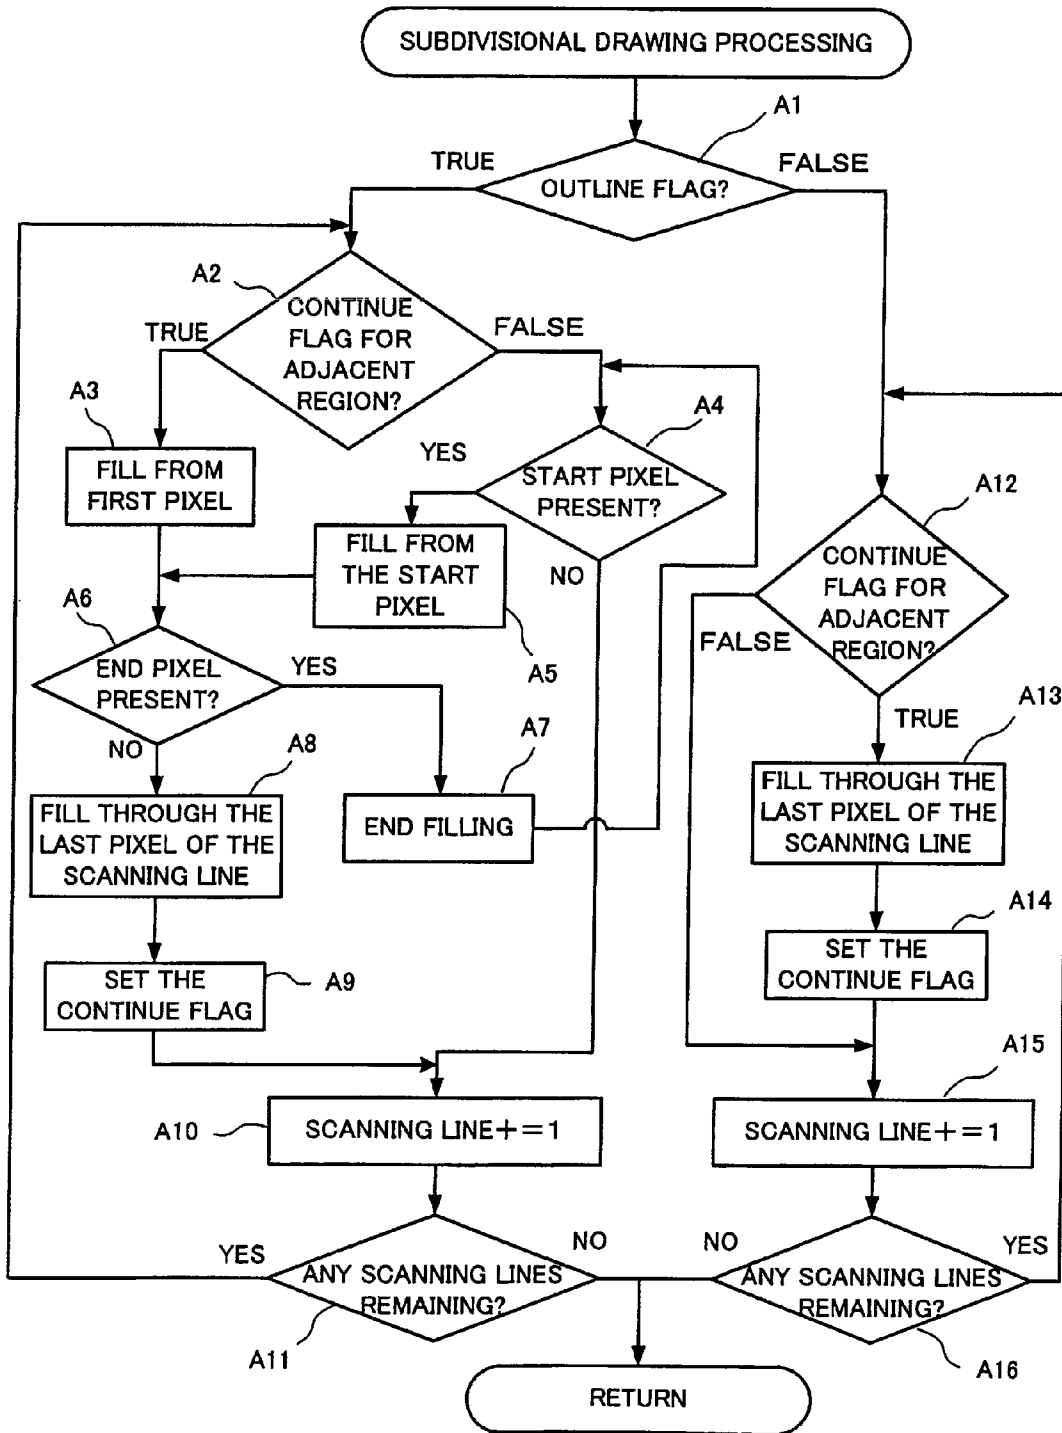 SUBDIVISIONAL DRAWING PROCESSING
A1
TRUE
FALSE
OUTLINE FLAG?
A2
CONTINUE
FLAG FOR
ADJACENT
REGION?
TRUE
FALSE
A3
FILL FROM
FIRST PIXEL
A4
YES
START PIXEL
PRESENT?
NO
FILL FROM
THE START
PIXEL
A5
A6
END PIXEL
PRESENT?
YES
NO
A7
END FILLING
A8
FILL THROUGH THE
LAST PIXEL OF THE
SCANNING LINE
SET THE
CONTINUE FLAG
A9
A10
SCANNING LINE+=1
YES
NO
ANY SCANNING LINES
REMAINING?
A11
A12
CONTINUE
FLAG FOR
ADJACENT
REGION?
FALSE
TRUE
A13
FILL THROUGH THE
LAST PIXEL OF THE
SCANNING LINE
A14
SET THE
CONTINUE FLAG
A15
SCANNING LINE+=1
NO
YES
ANY SCANNING LINES
REMAINING?
A16
RETURN